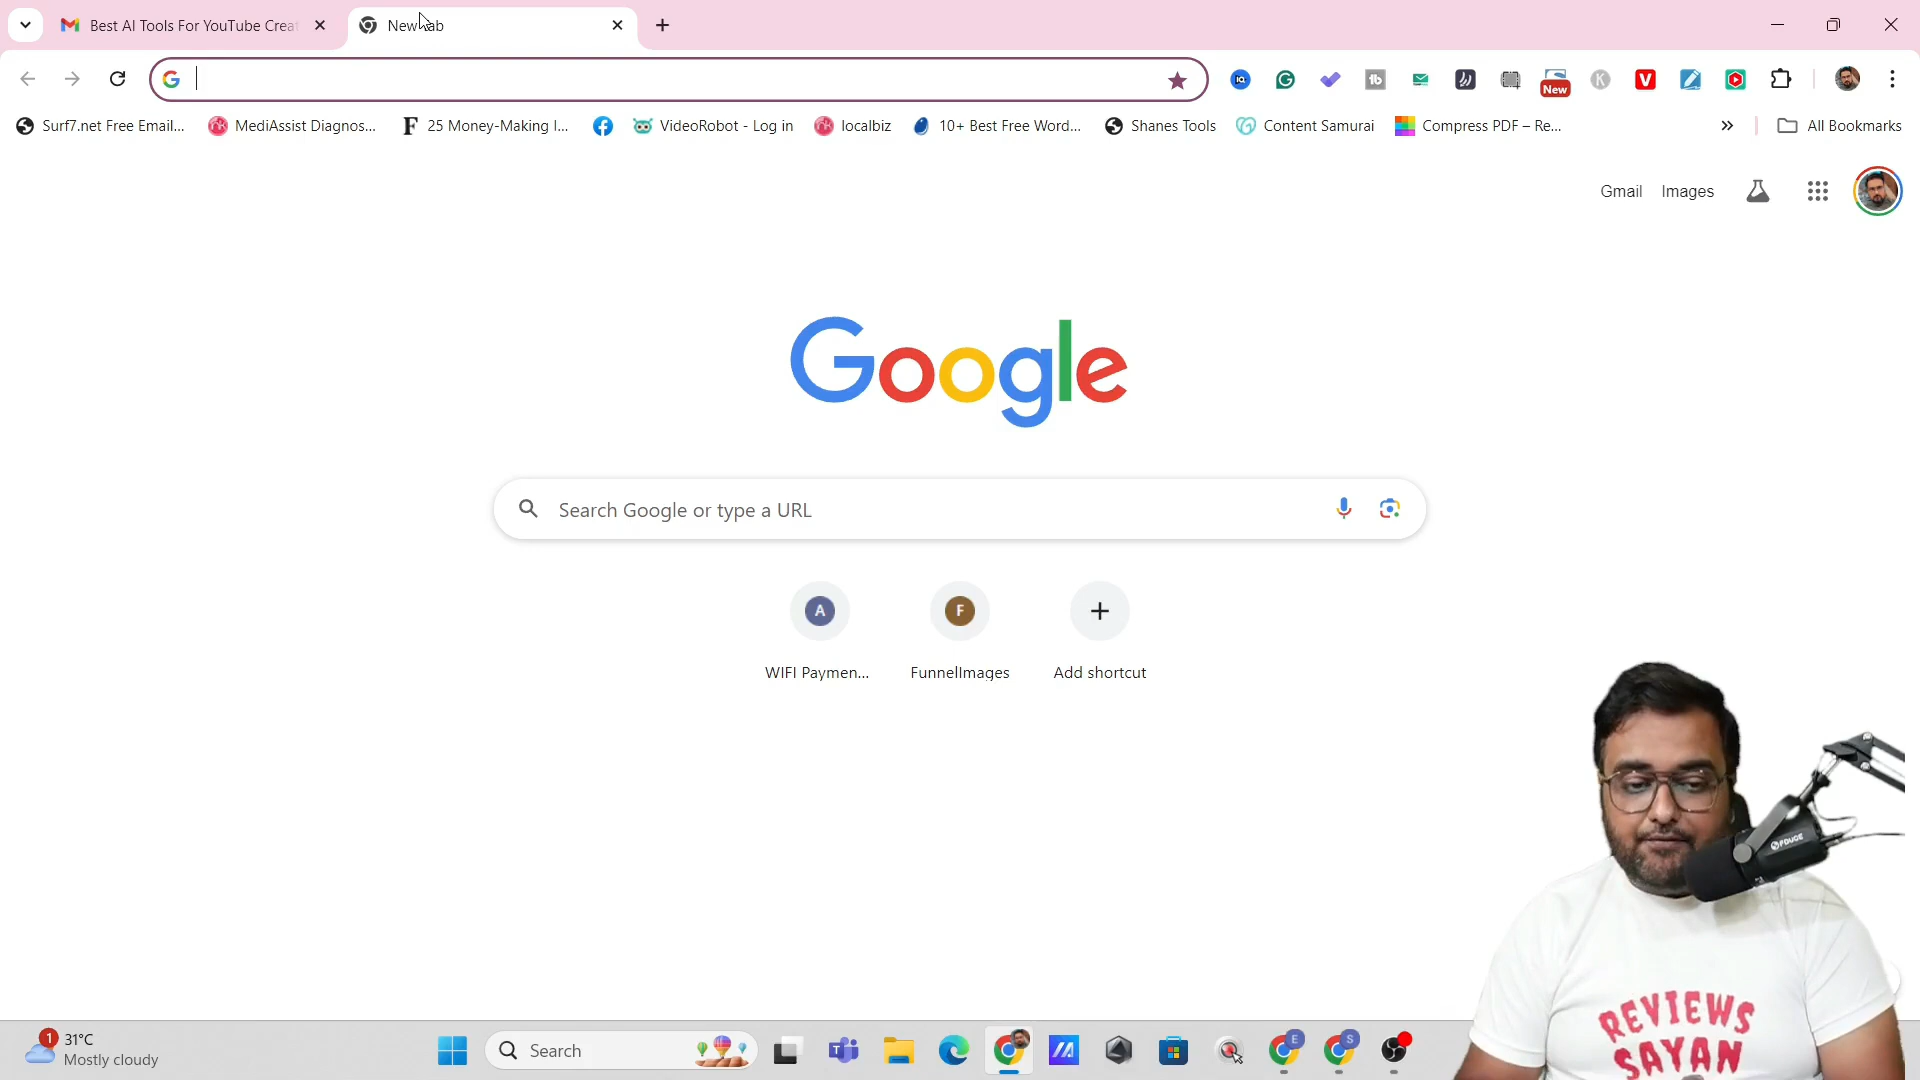 Best AI Tools For YouTube Creat
New Tab
New
Surf7.net Free Email...
MediAssist Diagnos...
25 Money-Making I...
VideoRobot - Log in
localbiz
10+ Best Free Word...
Shanes Tools
Content Samurai
Compress PDF – Re...
All Bookmarks
Gmail
Images
Google
Search Google or type a URL
A
F
WIFI Paymen...
FunnelImages
Add shortcut
FDUCE
REVIEWS
SAYAN
1
31°C
Mostly cloudy
Search
E
S